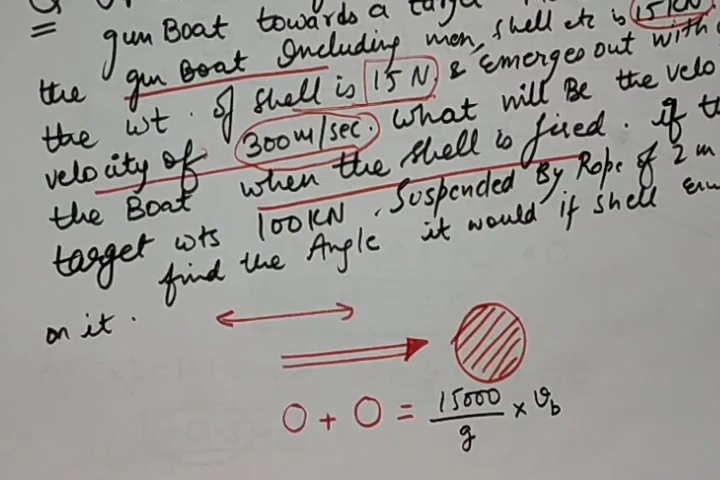 = gun Boat towards a
the gun Boat Including men, shell etc is 15 KN
the wt. of shell is 15 N & Emerges out with
velocity of 300m/sec. what will Be the velo
the Boat when the shell is fired. if th
target wts 100KN. Suspended By Rope of 2 m
find the Angle it would if shell
on it.
0 + 0 = 15000/g × vb